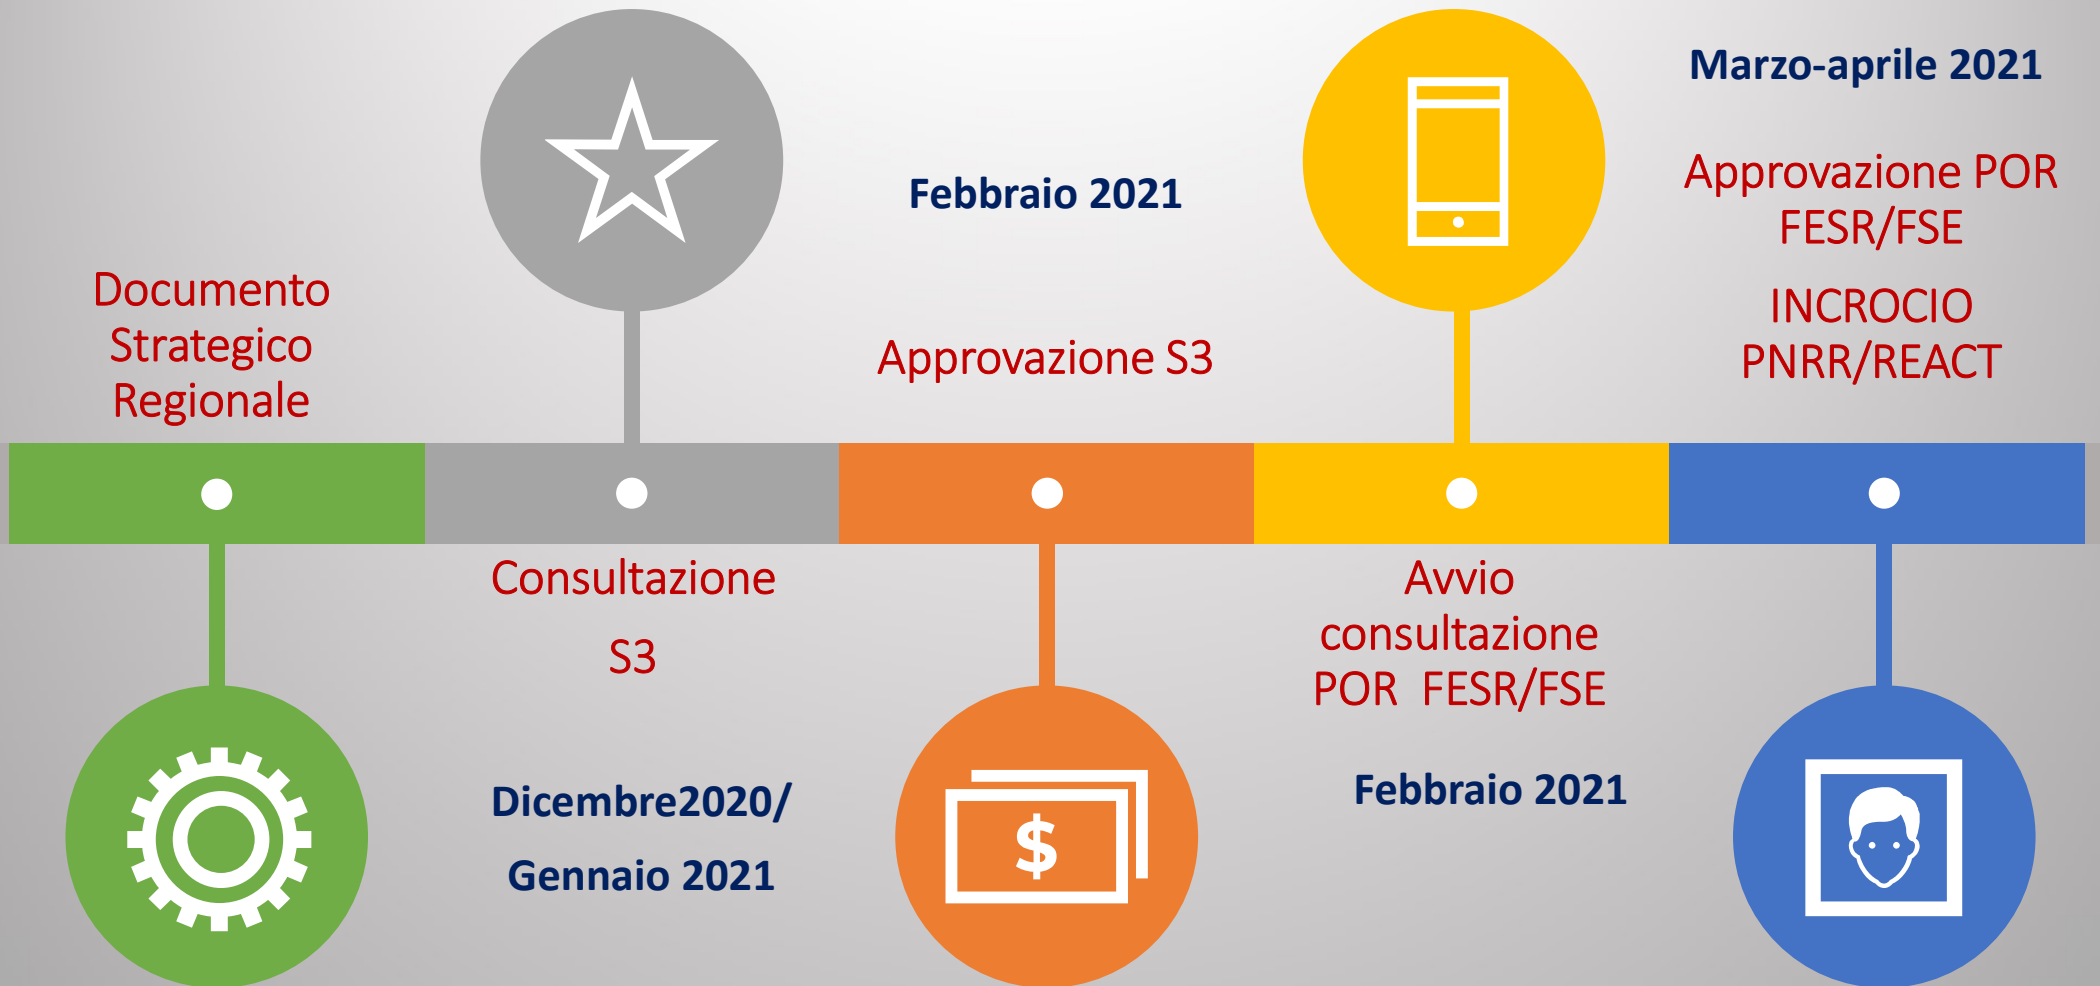 Documento
Strategico
Regionale
Consultazione
S3
Dicembre2020/
Gennaio 2021
Febbraio 2021
Approvazione S3
$
Avvio
consultazione
POR FESR/FSE
Febbraio 2021
Marzo-aprile 2021
Approvazione POR
FESR/FSE
INCROCIO
PNRR/REACT